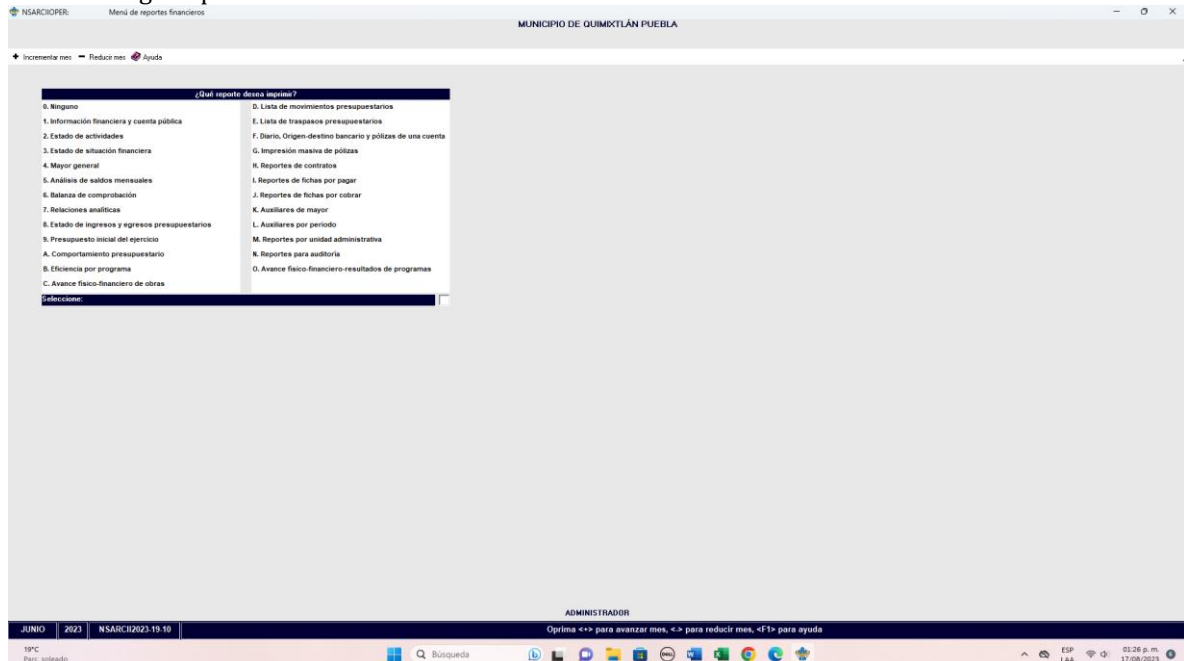 NSARCIIOPER: Menú de reportes financieros
MUNICIPIO DE QUIMIXTLÁN PUEBLA
Incrementar mes Reducir mes Ayuda
¿Qué reporte desea imprimir?
0. Ninguno
1. Información financiera y cuenta pública
2. Estado de actividades
3. Estado de situación financiera
4. Mayor general
5. Análisis de saldos mensuales
6. Balanza de comprobación
7. Relaciones analíticas
8. Estado de ingresos y egresos presupuestarios
9. Presupuesto inicial del ejercicio
A. Comportamiento presupuestario
B. Eficiencia por programa
C. Avance físico-financiero de obras
D. Lista de movimientos presupuestarios
E. Lista de traspasos presupuestarios
F. Diario, Origen-destino bancario y pólizas de una cuenta
G. Impresión masiva de pólizas
H. Reportes de contratos
I. Reportes de fichas por pagar
J. Reportes de fichas por cobrar
K. Auxiliares de mayor
L. Auxiliares por periodo
M. Reportes por unidad administrativa
N. Reportes para auditoría
O. Avance físico-financiero-resultados de programas
Seleccione:
ADMINISTRADOR
JUNIO 2023 NSARCII2023-19-10 Oprima <+> para avanzar mes, <-> para reducir mes, <F1> para ayuda
19°C
Parc. soleado
Búsqueda
ESP
LAA
01:26 p. m.
17/08/2023